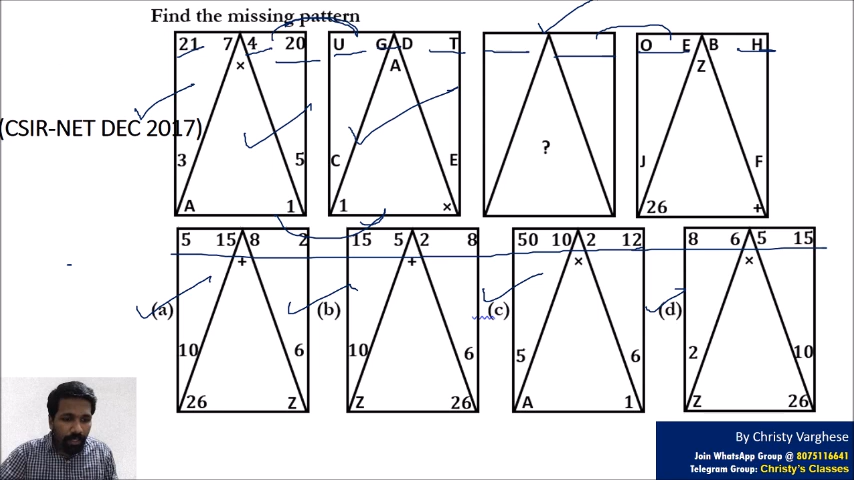 Find the missing pattern
21 7 4 20 U G D T O E B H
× A Z
(CSIR-NET DEC 2017)
3 5 C E ? J F
A 1 1 × 26 +
5 15 8 2 15 5 2 8 50 10 2 12 8 6 5 15
+ + × ×
(a) (b) (c) (d)
10 6 10 6 5 6 2 10
26 Z Z 26 A 1 Z 26
By Christy Varghese
Join WhatsApp Group @ 8075116641
Telegram Group: Christy's Classes